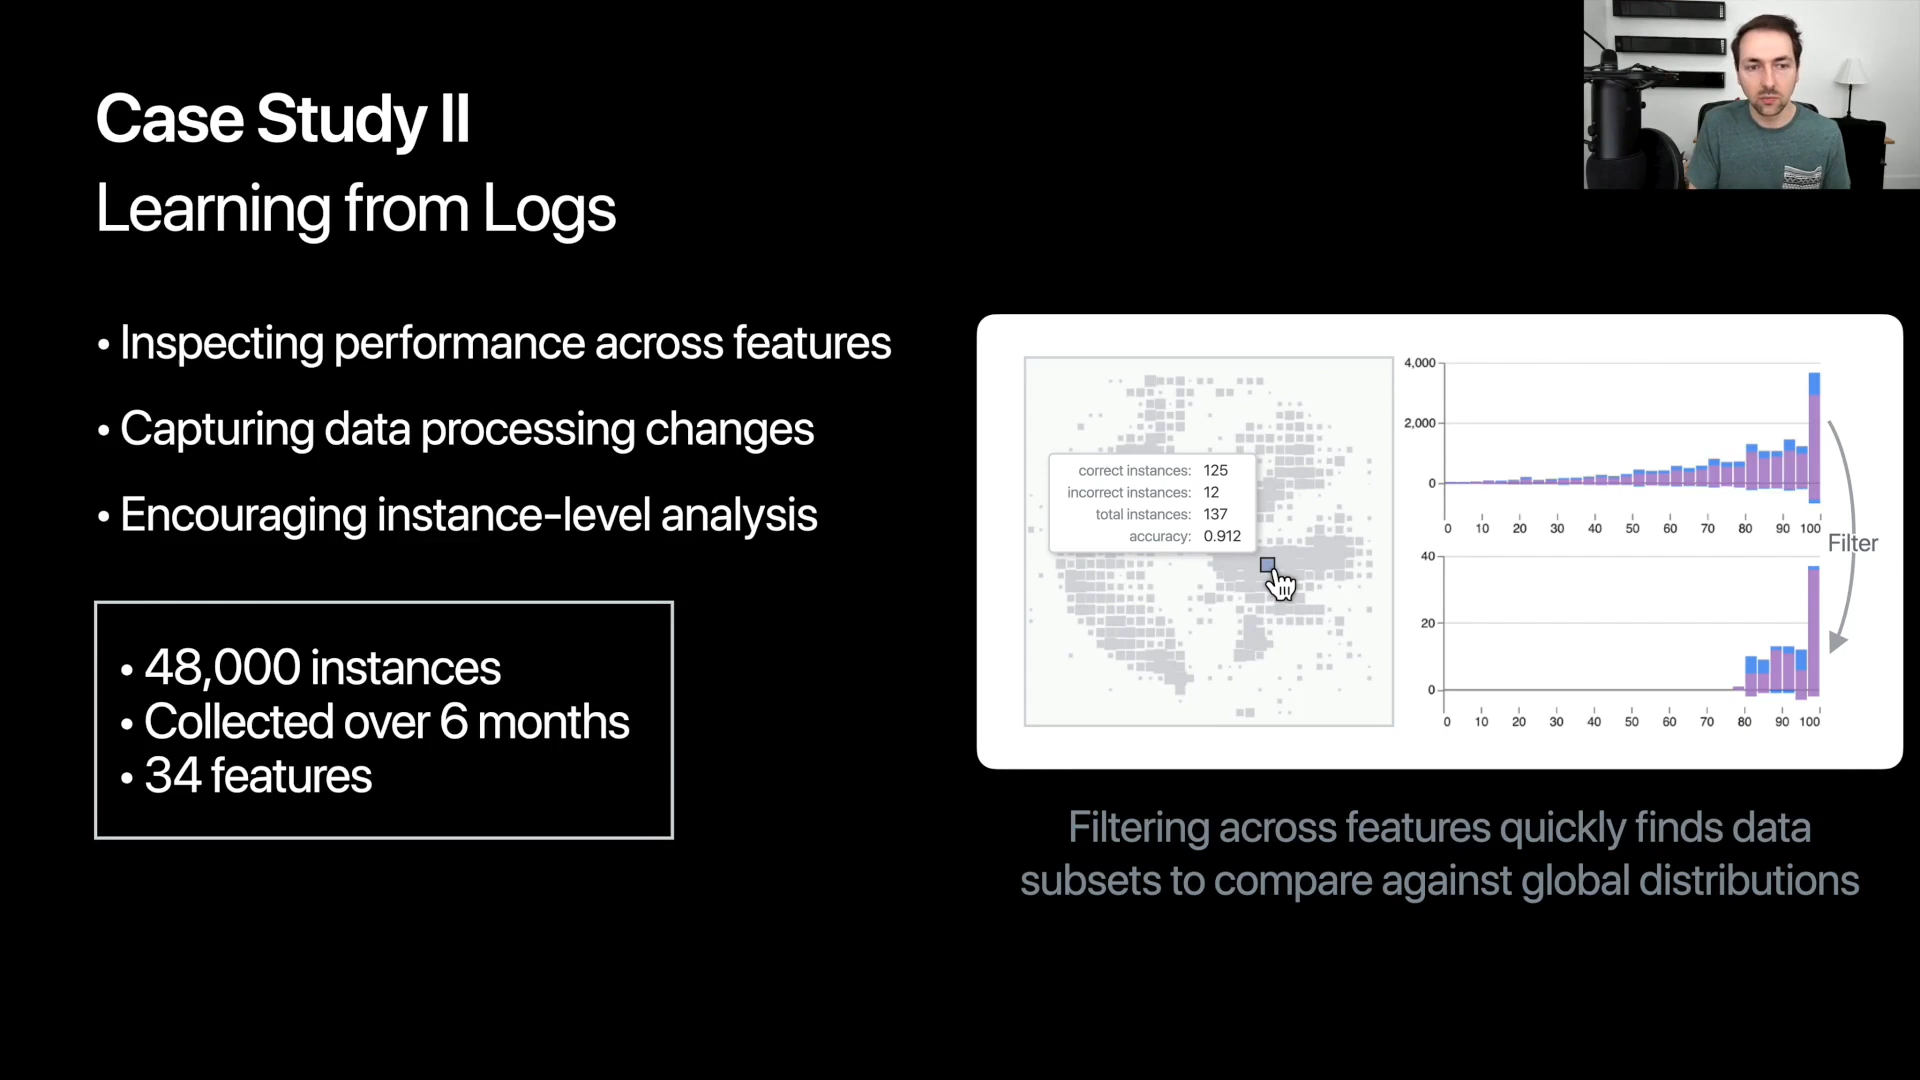 Case Study II
Learning from Logs
• Inspecting performance across features
• Capturing data processing changes
• Encouraging instance-level analysis
• 48,000 instances
• Collected over 6 months
• 34 features
correct instances: 125
incorrect instances: 12
total instances: 137
accuracy: 0.912
4,000
2,000
0
0 10 20 30 40 50 60 70 80 90 100
Filter
40
20
0
0 10 20 30 40 50 60 70 80 90 100
Filtering across features quickly finds data
subsets to compare against global distributions